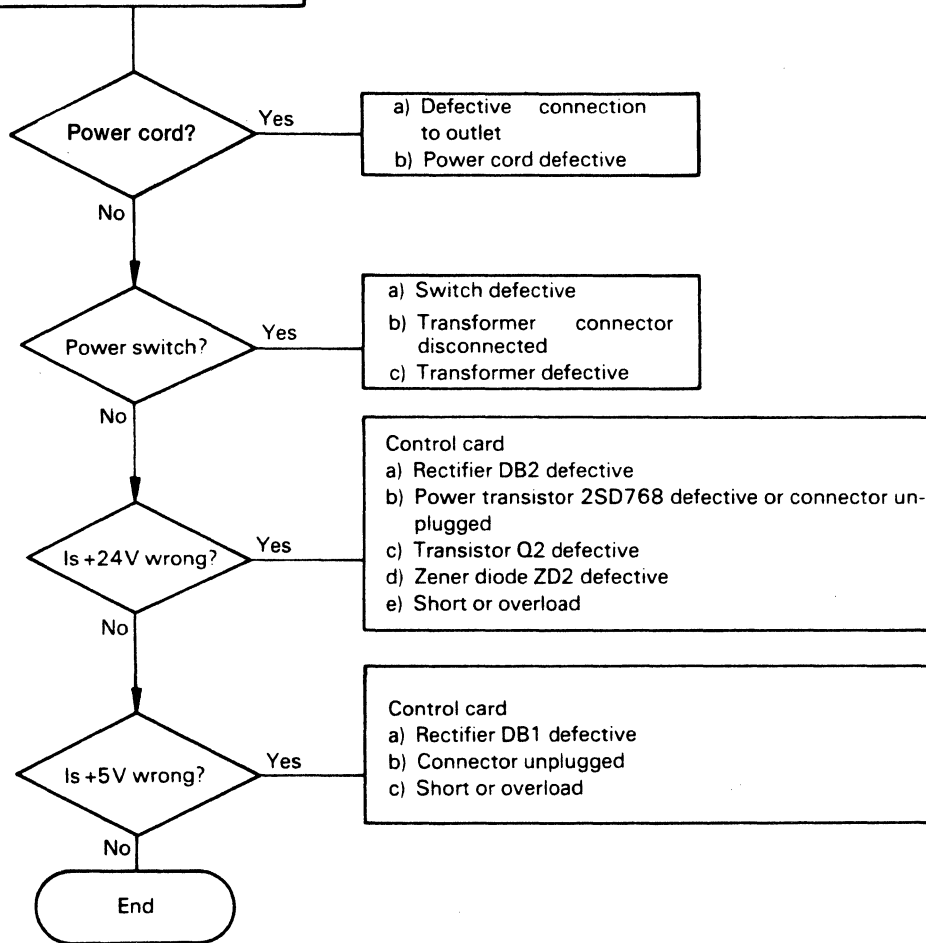 Power cord?
Yes
a) Defective connection
to outlet
b) Power cord defective
No
Power switch?
Yes
a) Switch defective
b) Transformer connector
disconnected
c) Transformer defective
No
Is +24V wrong?
Yes
Control card
a) Rectifier DB2 defective
b) Power transistor 2SD768 defective or connector un-
plugged
c) Transistor Q2 defective
d) Zener diode ZD2 defective
e) Short or overload
No
Is +5V wrong?
Yes
Control card
a) Rectifier DB1 defective
b) Connector unplugged
c) Short or overload
No
End